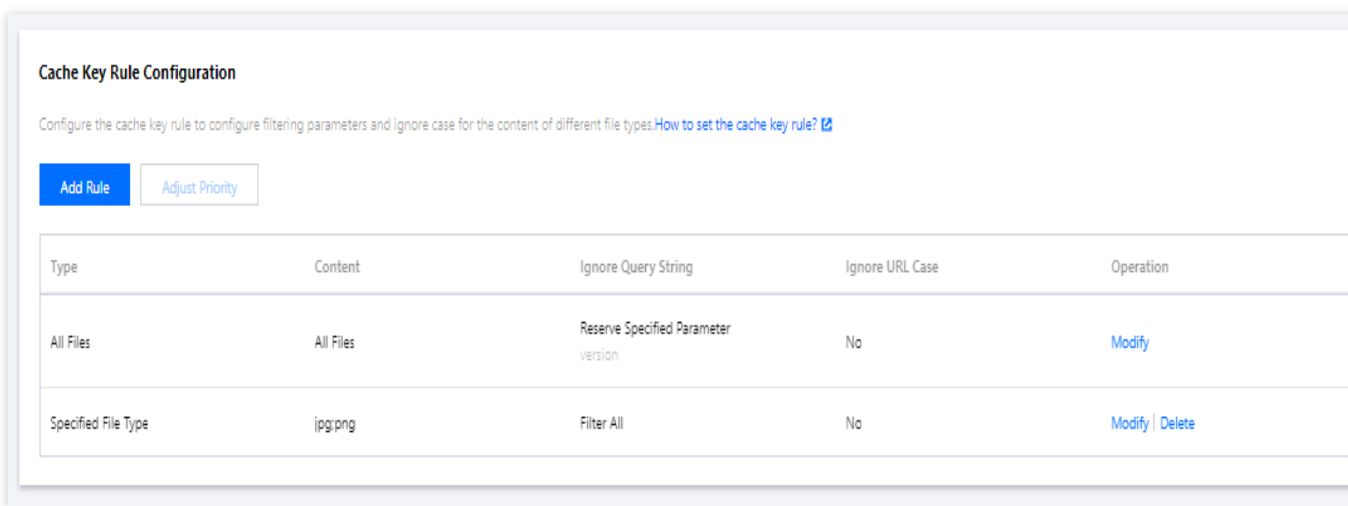 Cache Key Rule Configuration
Configure the cache key rule to configure filtering parameters and ignore case for the content of different file types.How to set the cache key rule?
Add Rule Adjust Priority
Type Content Ignore Query String Ignore URL Case Operation
All Files All Files Reserve Specified Parameter No Modify
version
Specified File Type jpg;png Filter All No Modify | Delete